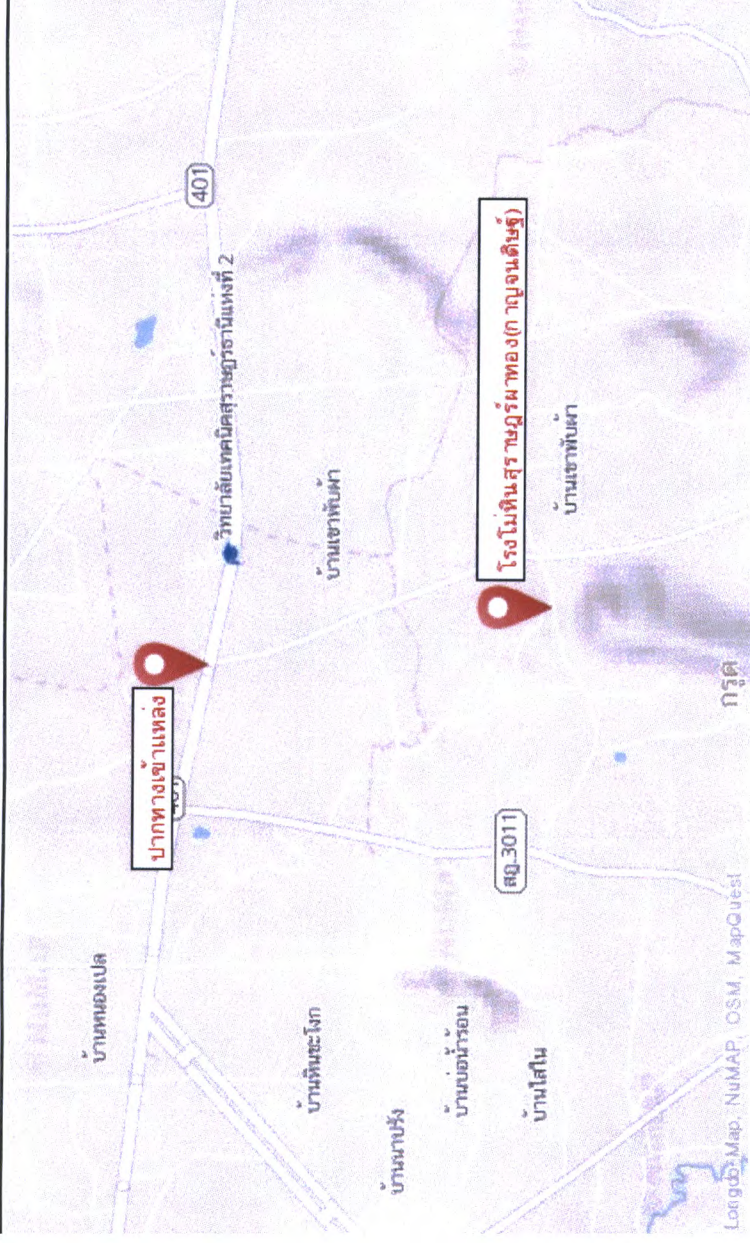 บ้านหนองเปล
ปากทางเข้าแหล่ง
401
วิทยาลัยเทคนิคสุราษฎร์ธานีแห่งที่ 2
บ้านหินชะโงก
บ้านเขาพับผ้า
บ้านนาปรัง
บ้านบ่อน้ำร้อน
สฎ.3011
โรงโม่หินสุราษฎร์ผาทอง(กาญจนดิษฐ์)
บ้านใสใน
บ้านเขาพับผ้า
กรูด
Longdo Map, NuMAP, OSM, MapQuest